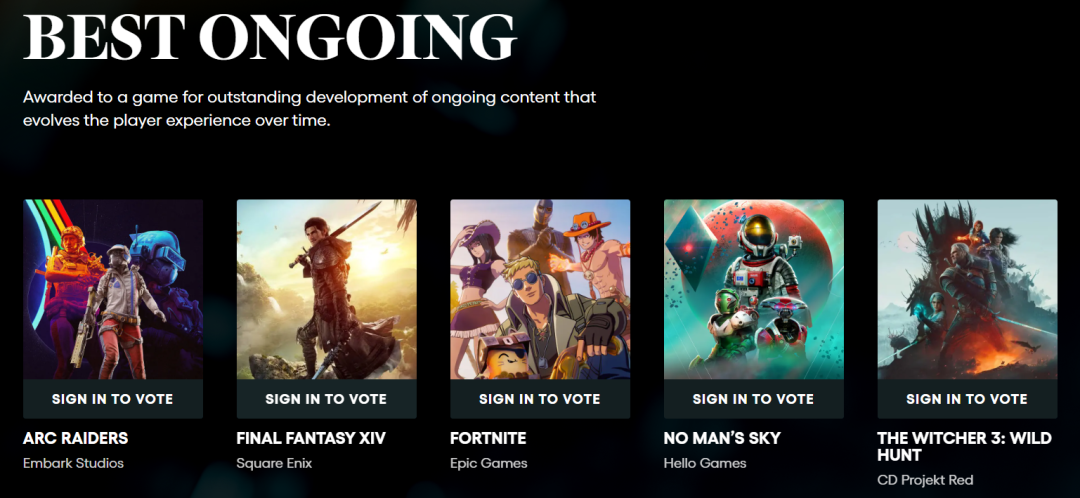 BEST ONGOING
Awarded to a game for outstanding development of ongoing content that
evolves the player experience over time.
SIGN IN TO VOTE
ARC RAIDERS
Embark Studios
SIGN IN TO VOTE
FINAL FANTASY XIV
Square Enix
SIGN IN TO VOTE
FORTNITE
Epic Games
SIGN IN TO VOTE
NO MAN’S SKY
Hello Games
SIGN IN TO VOTE
THE WITCHER 3: WILD
HUNT
CD Projekt Red